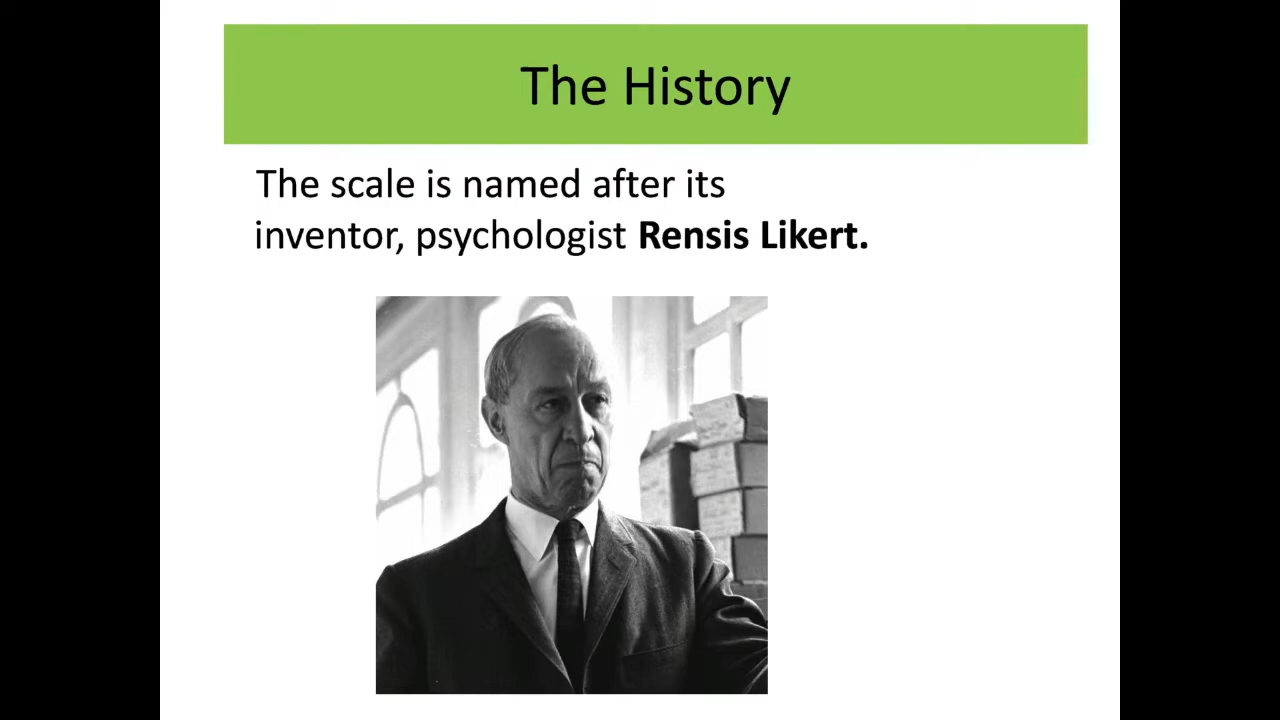 The History
The scale is named after its
inventor, psychologist Rensis Likert.